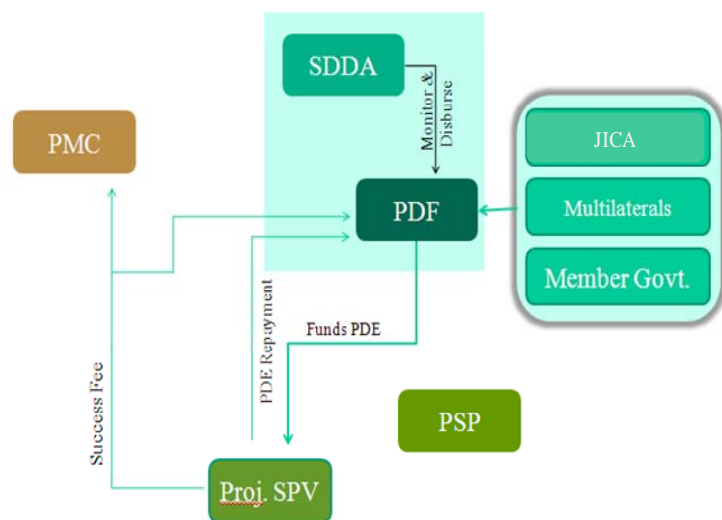 SDDA
Monitor &
Disburse
PMC
JICA
PDF
Multilaterals
Member Govt.
PDE Repayment
Funds PDE
Success Fee
PSP
Proj. SPV